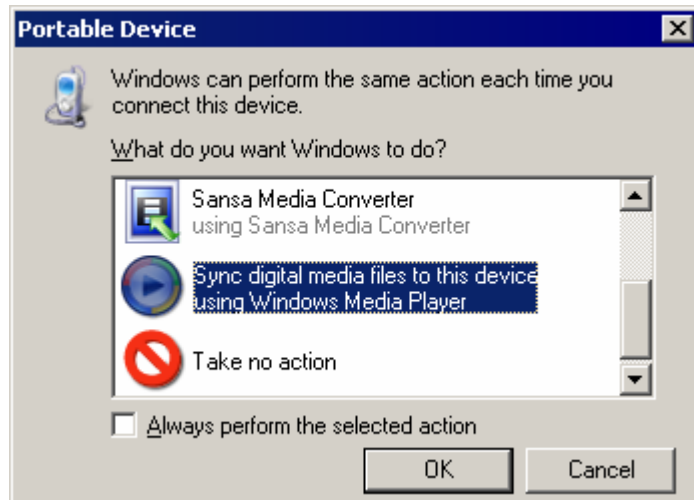 Portable Device
Windows can perform the same action each time you
connect this device.
What do you want Windows to do?
Sansa Media Converter
using Sansa Media Converter
Sync digital media files to this device
using Windows Media Player
Take no action
Always perform the selected action
OK Cancel